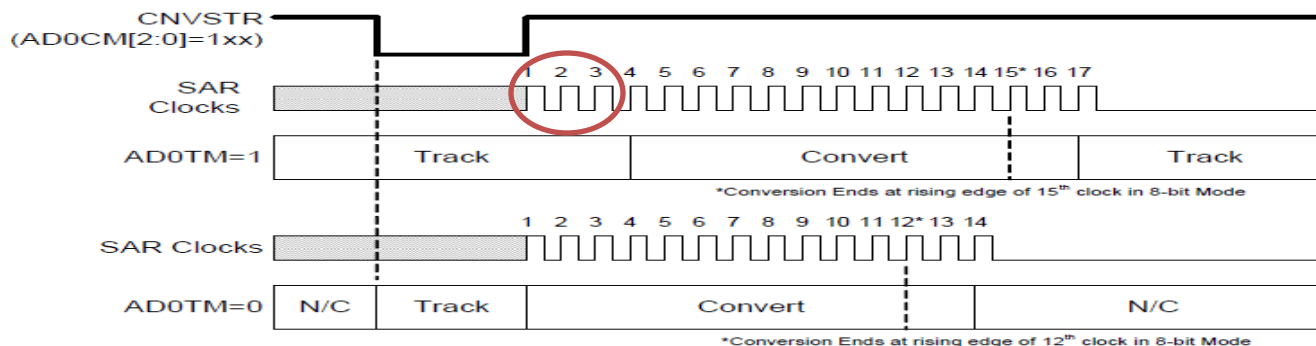 CNVSTR
(AD0CM[2:0]=1xx)
1 2 3 4 5 6 7 8 9 10 11 12 13 14 15* 16 17
SAR
Clocks
AD0TM=1 Track Convert Track
*Conversion Ends at rising edge of 15th clock in 8-bit Mode
1 2 3 4 5 6 7 8 9 10 11 12* 13 14
SAR Clocks
AD0TM=0 N/C Track Convert N/C
*Conversion Ends at rising edge of 12th clock in 8-bit Mode